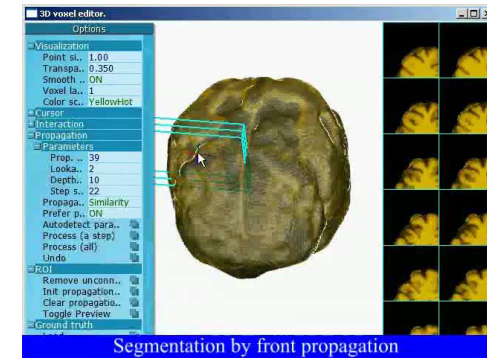 3D voxel editor.
Options
Visualization
Point si.. 1.00
Transpa.. 0.350
Smooth .. ON
Voxel la.. 1
Color sc.. YellowHot
Cursor
Interaction
Propagation
Parameters
Prop. .. 39
Looka.. 2
Depth.. 10
Step s.. 22
Propaga.. Similarity
Prefer p.. ON
Autodetect para..
Process (a step)
Process (all)
Undo
ROI
Remove unconn..
Init propagation..
Clear propagatio..
Toggle Preview
Ground truth
Segmentation by front propagation